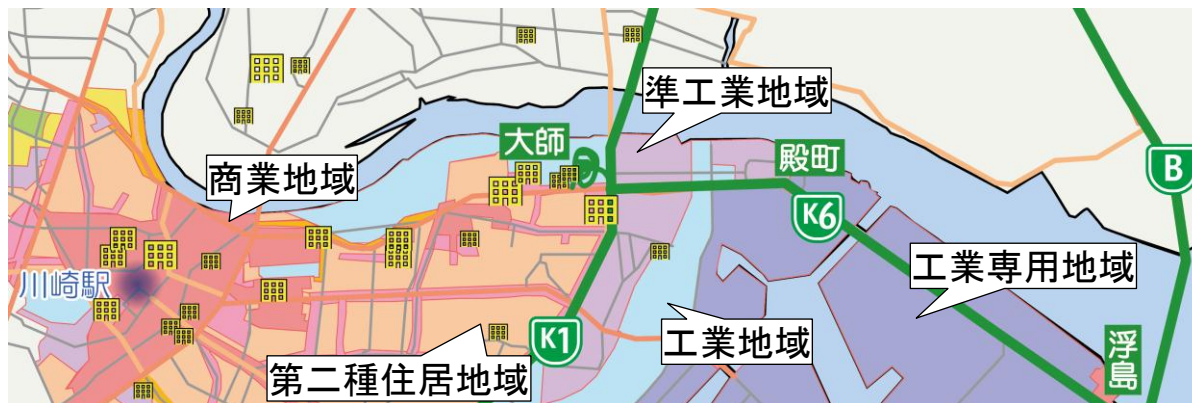 準工業地域
大師
殿町
商業地域
B
K6
工業専用地域
川崎駅
K1
工業地域
第二種住居地域
浮島